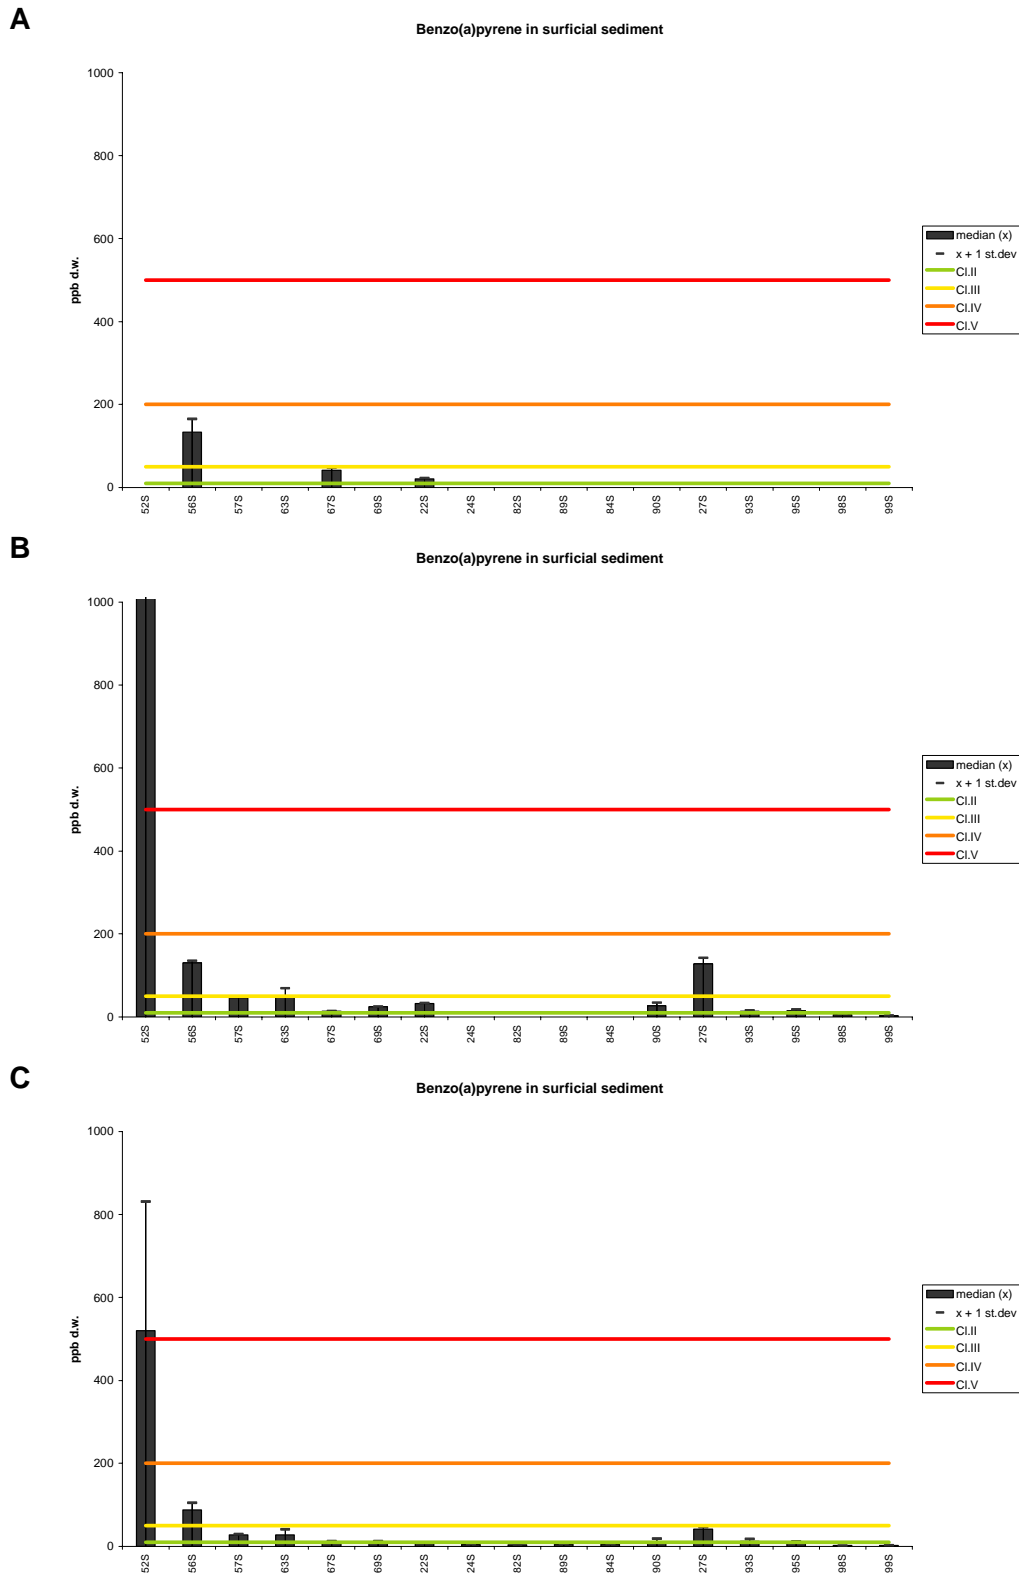 A
Benzo(a)pyrene in surficial sediment
1000
800
600
400
200
0
ppb d.w.
52S 56S 57S 63S 67S 69S 22S 24S 82S 89S 84S 90S 27S 93S 95S 98S 99S
median (x)
x + 1 st.dev
Cl.II
Cl.III
Cl.IV
Cl.V
B
Benzo(a)pyrene in surficial sediment
1000
800
600
400
200
0
ppb d.w.
52S 56S 57S 63S 67S 69S 22S 24S 82S 89S 84S 90S 27S 93S 95S 98S 99S
median (x)
x + 1 st.dev
Cl.II
Cl.III
Cl.IV
Cl.V
C
Benzo(a)pyrene in surficial sediment
1000
800
600
400
200
0
ppb d.w.
52S 56S 57S 63S 67S 69S 22S 24S 82S 89S 84S 90S 27S 93S 95S 98S 99S
median (x)
x + 1 st.dev
Cl.II
Cl.III
Cl.IV
Cl.V